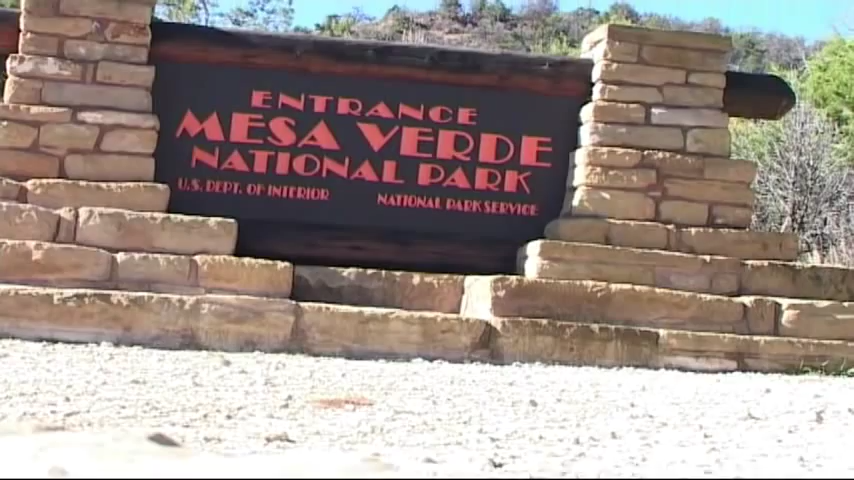 ENTRANCE
MESA VERDE
NATIONAL PARK
U.S. DEPT. OF INTERIOR NATIONAL PARK SERVICE